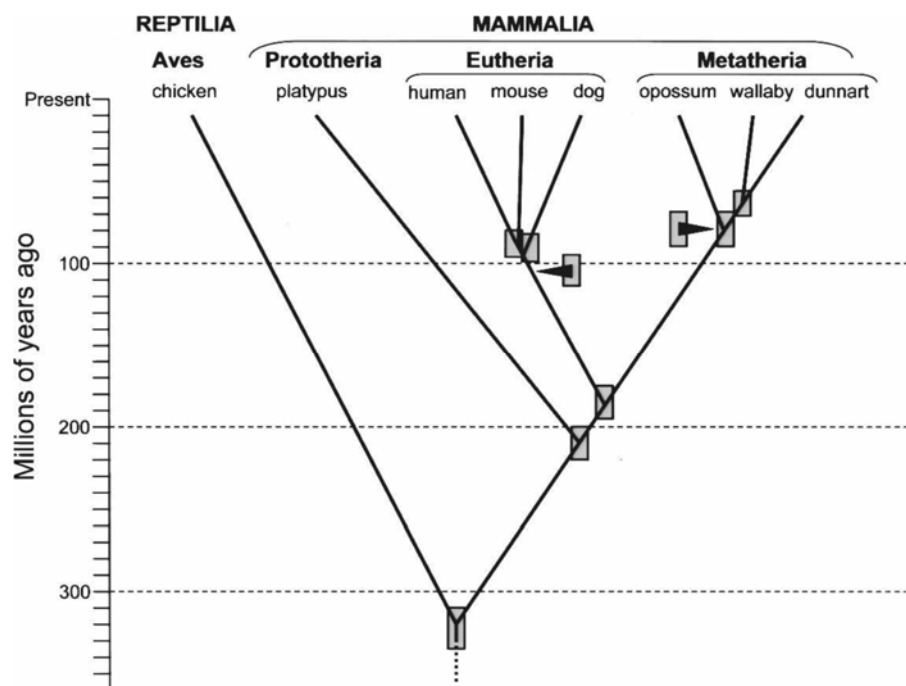 REPTILIA MAMMALIA
Aves Prototheria Eutheria Metatheria
chicken platypus human mouse dog opossum wallaby dunnart
Present
100
200
300
Millions of years ago